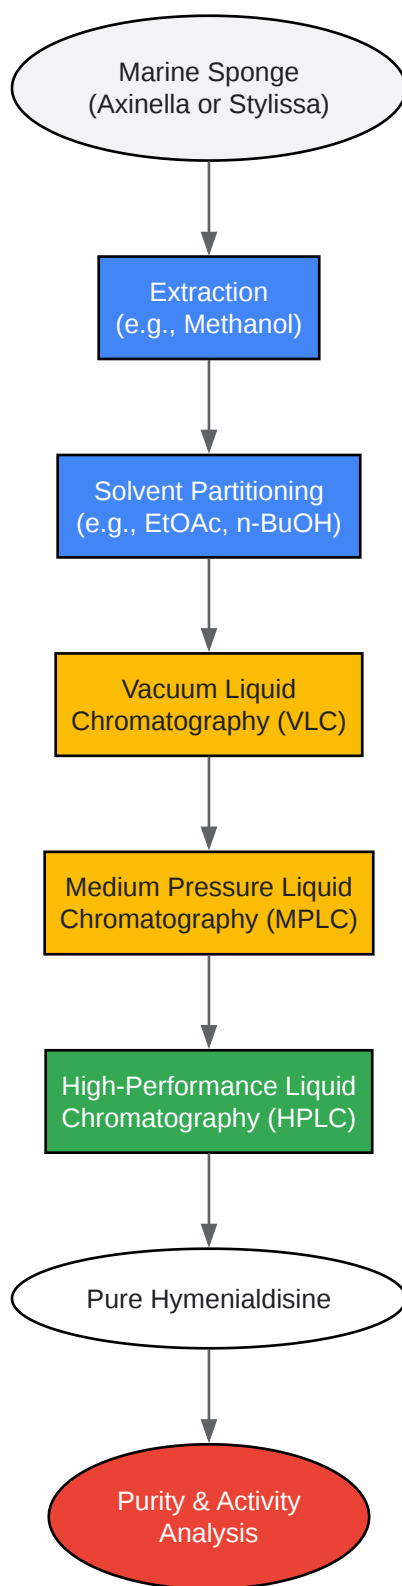 Marine Sponge
(Axinella or Stylissa)
Extraction
(e.g., Methanol)
Solvent Partitioning
(e.g., EtOAc, n-BuOH)
Vacuum Liquid
Chromatography (VLC)
Medium Pressure Liquid
Chromatography (MPLC)
High-Performance Liquid
Chromatography (HPLC)
Pure Hymenialdisine
Purity & Activity
Analysis